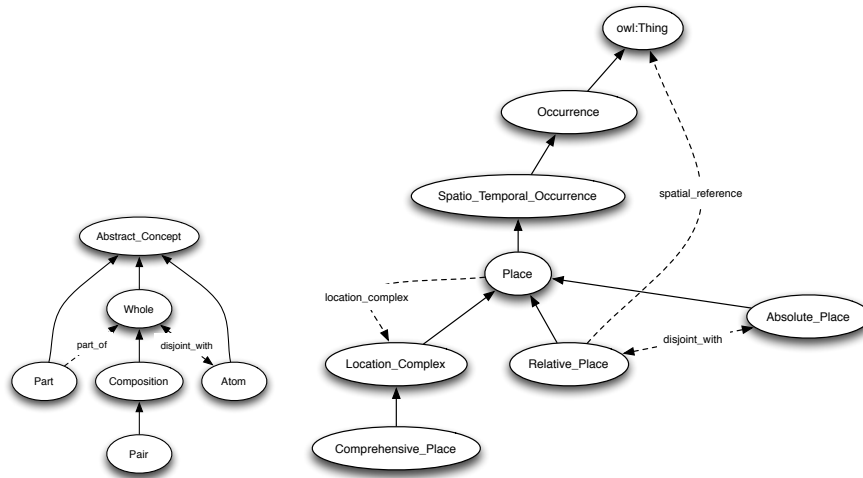 owl:Thing
Occurrence
Spatio_Temporal_Occurrence
spatial_reference
Abstract_Concept
Place
location_complex
Whole
Absolute_Place
part_of
disjoint_with
disjoint_with
Location_Complex
Relative_Place
Part
Composition
Atom
Comprehensive_Place
Pair